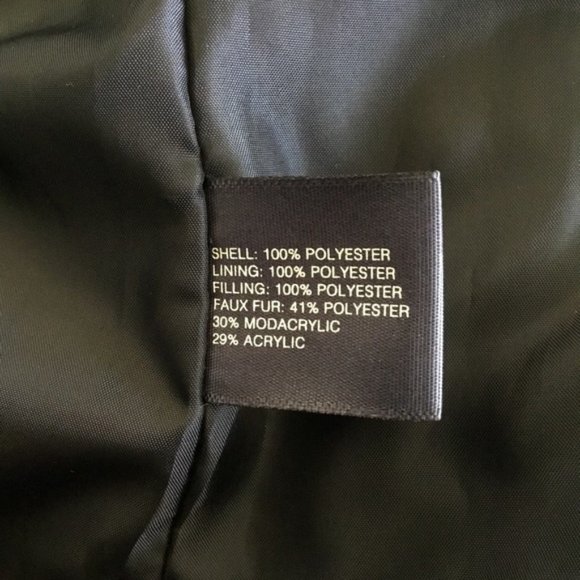 SHELL: 100% POLYESTER
LINING: 100% POLYESTER
FILLING: 100% POLYESTER
FAUX FUR: 41% POLYESTER
30% MODACRYLIC
29% ACRYLIC